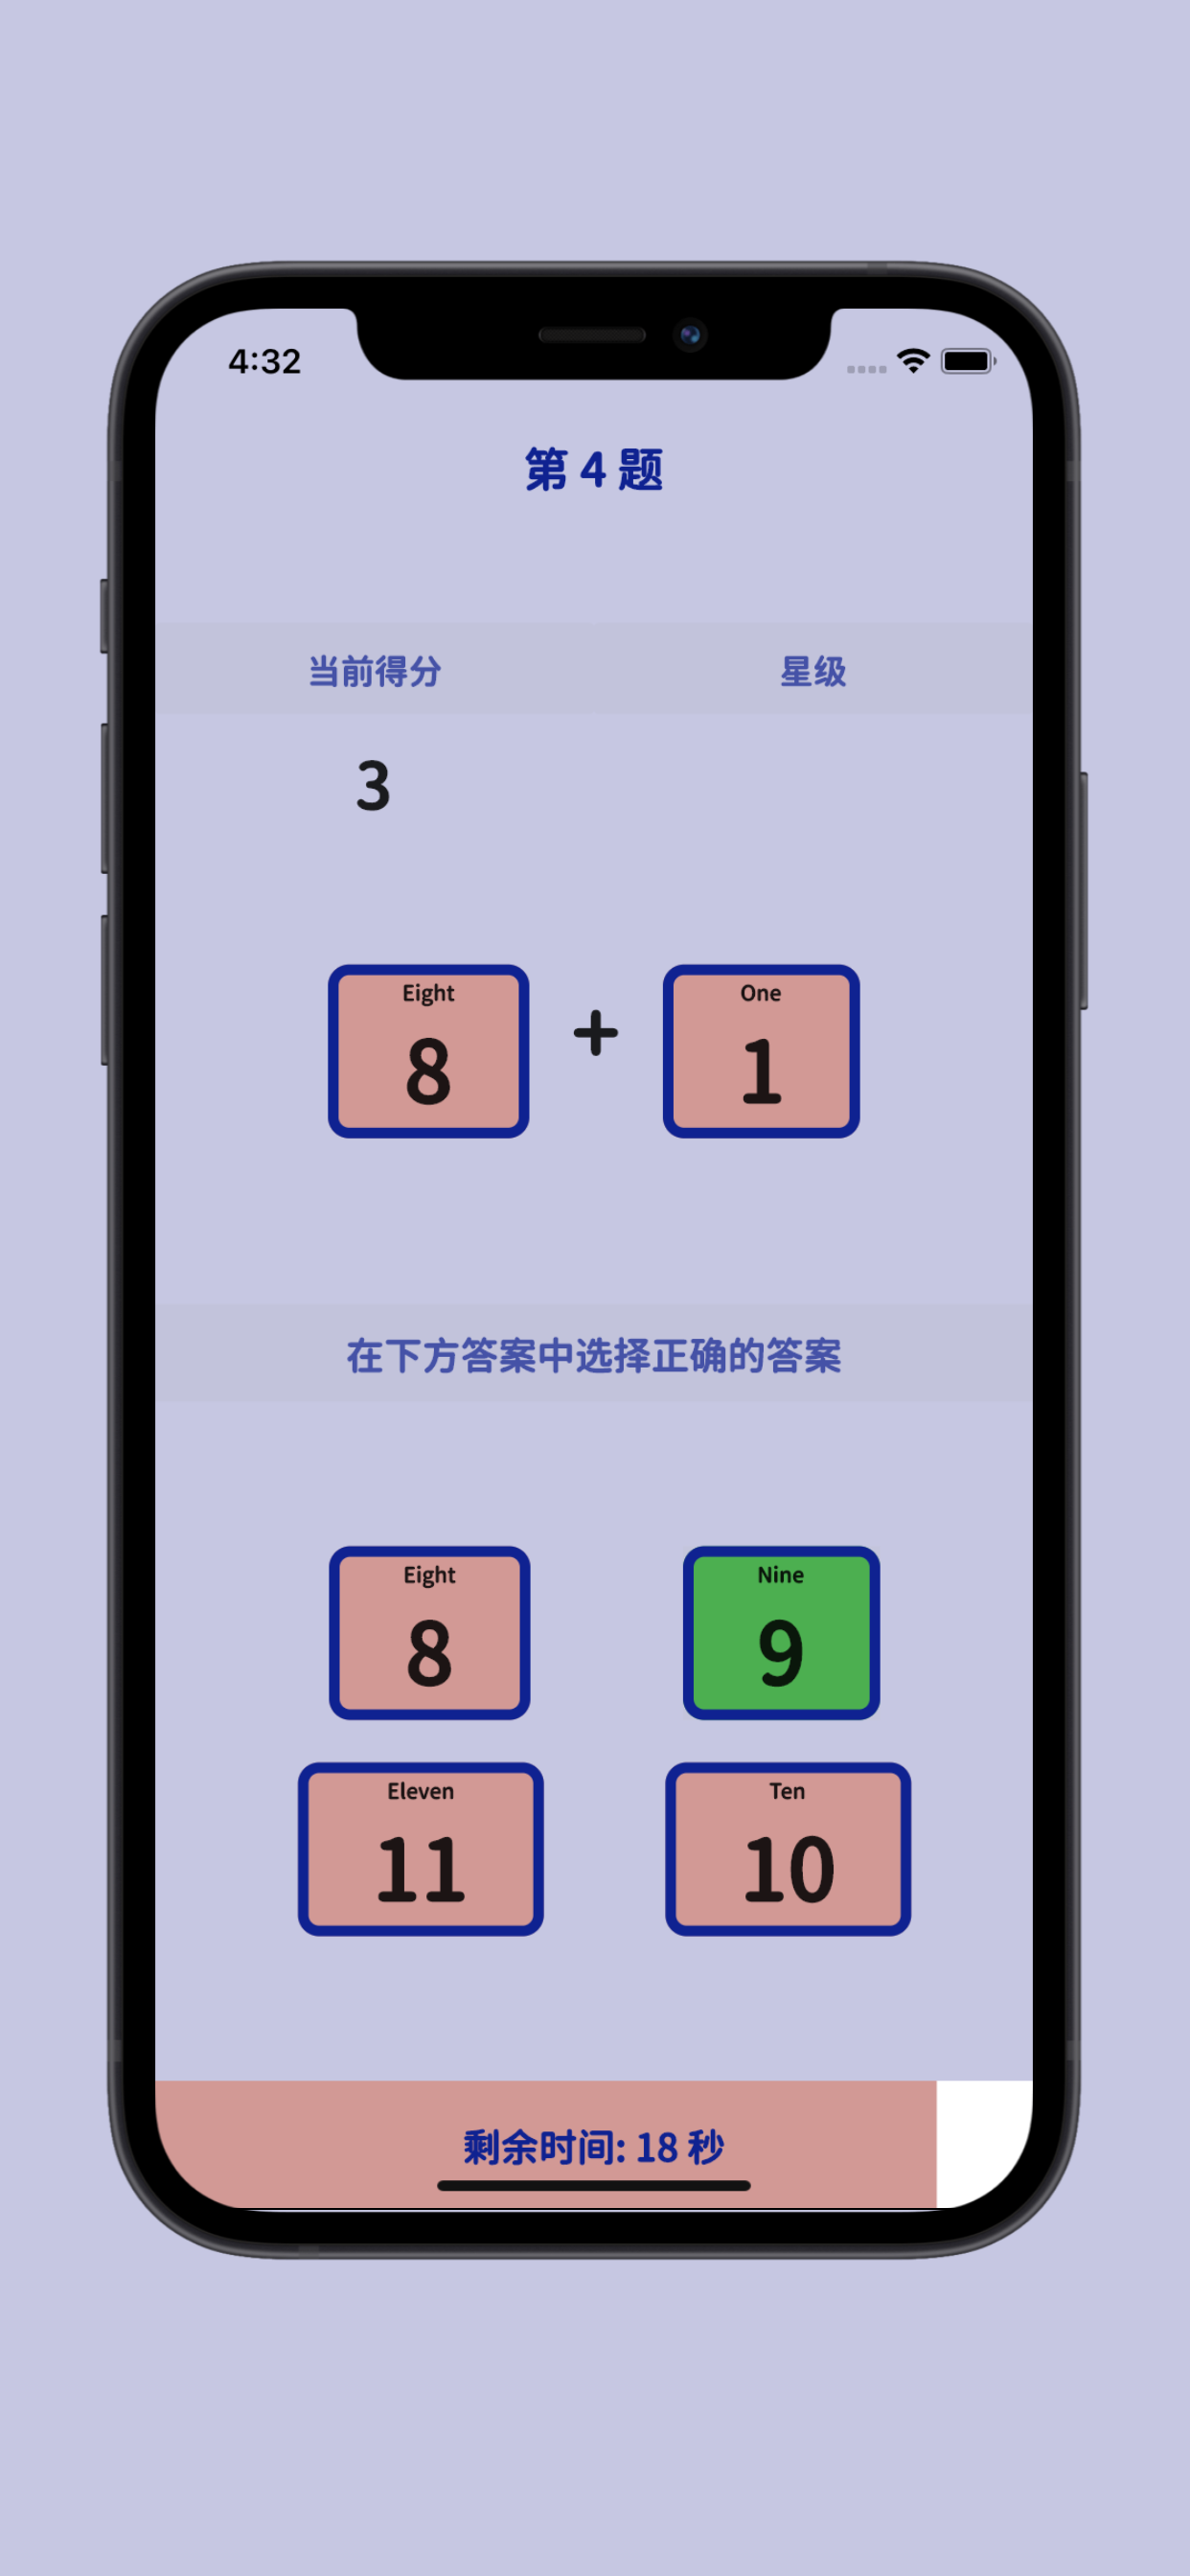 4:32
第 4 题
当前得分 星级
3
Eight One
8 + 1
在下方答案中选择正确的答案
Eight Nine
8 9
Eleven Ten
11 10
剩余时间: 18 秒